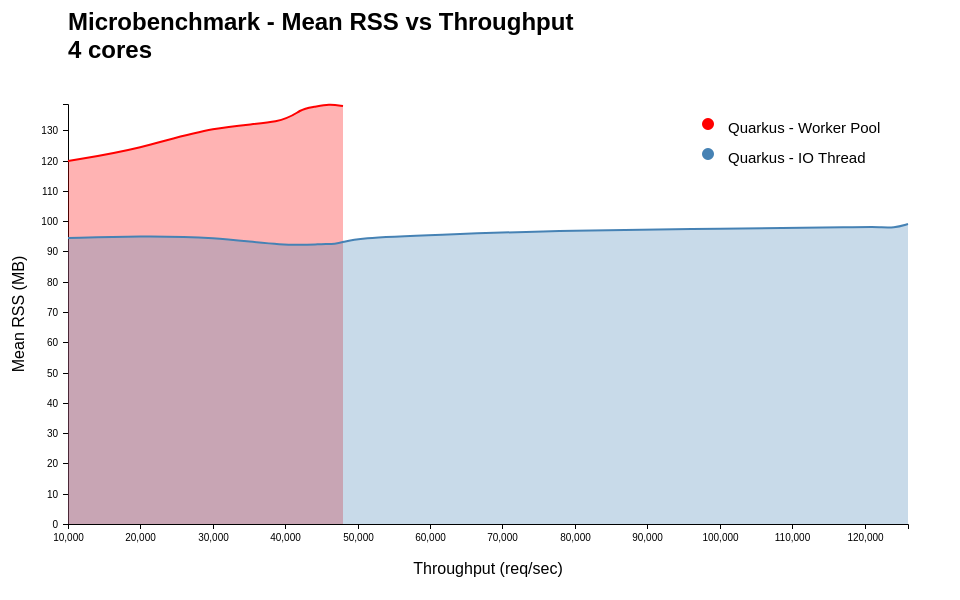 Microbenchmark - Mean RSS vs Throughput
4 cores
Quarkus - Worker Pool
Quarkus - IO Thread
Mean RSS (MB)
130
120
110
100
90
80
70
60
50
40
30
20
10
0
10,000 20,000 30,000 40,000 50,000 60,000 70,000 80,000 90,000 100,000 110,000 120,000
Throughput (req/sec)